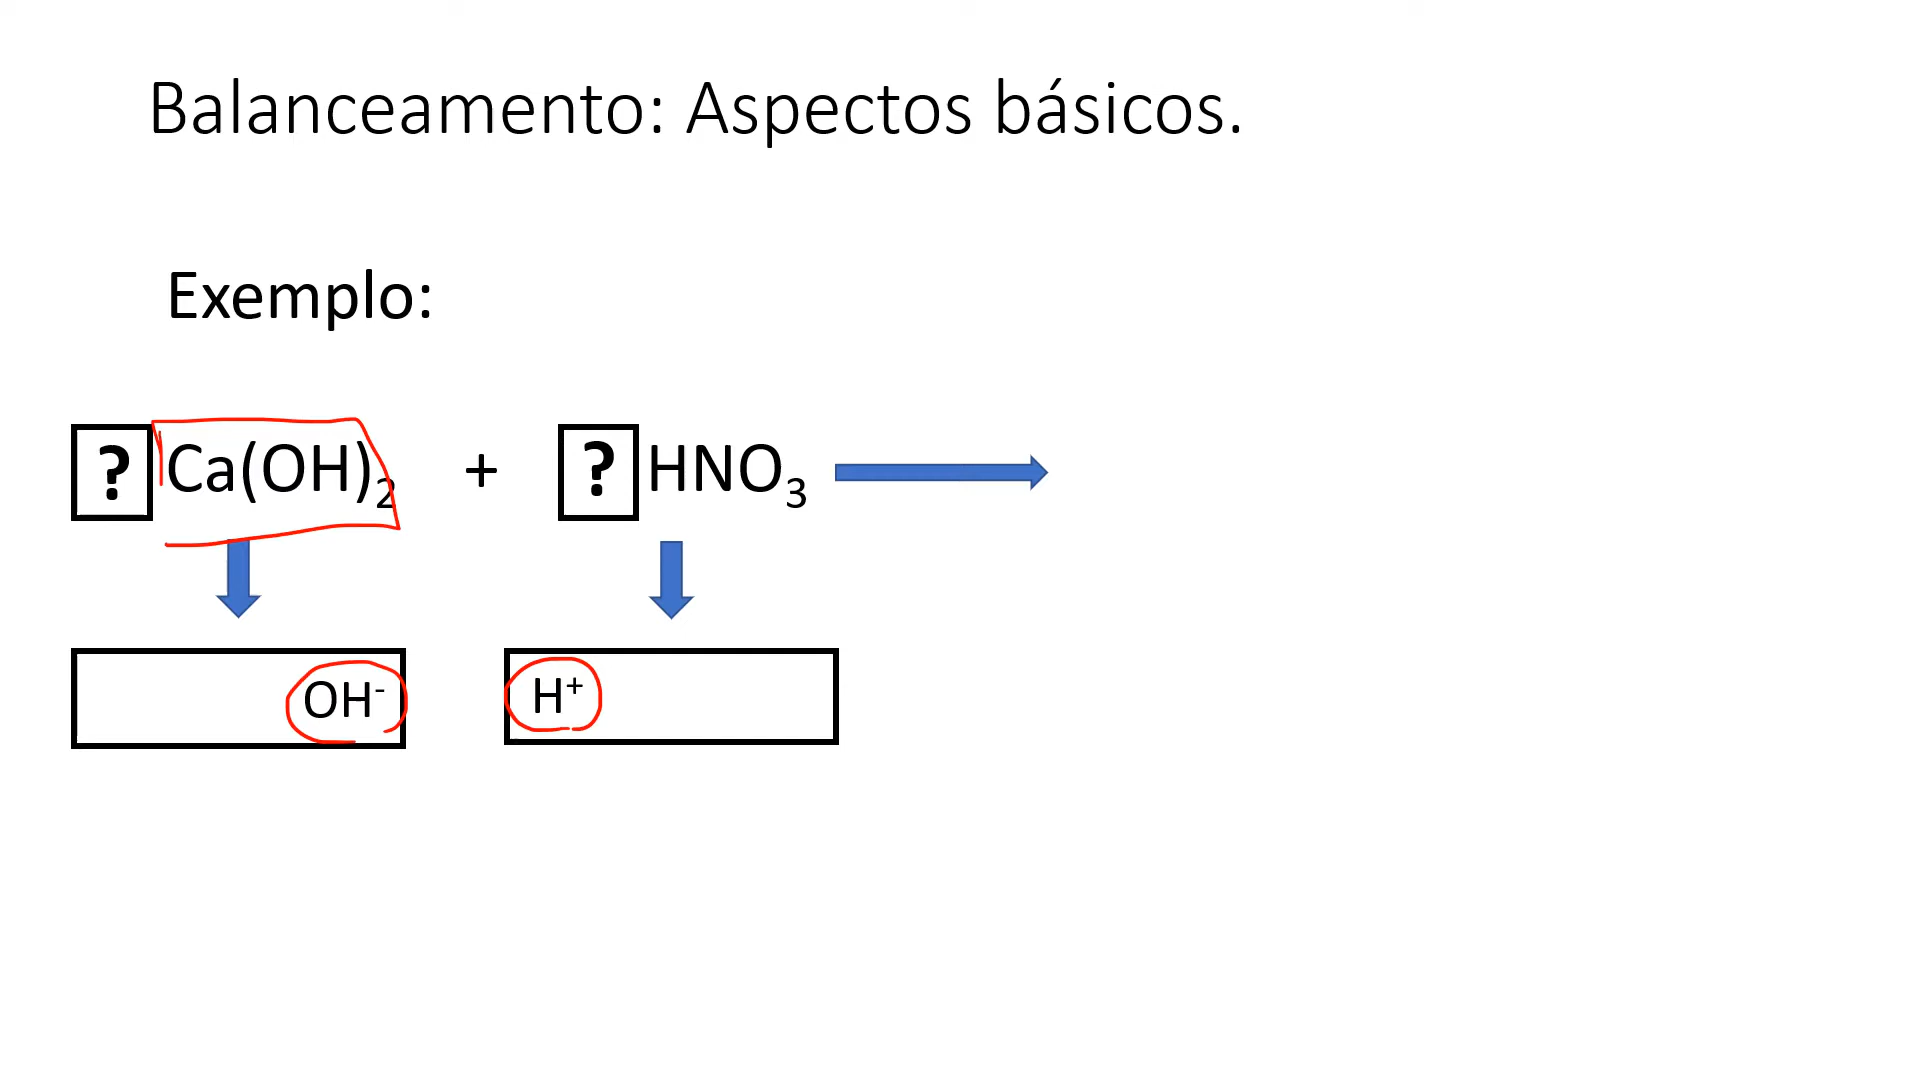 Balanceamento: Aspectos básicos.
Exemplo:
? Ca(OH)₂ + ? HNO₃
OH⁻ H⁺